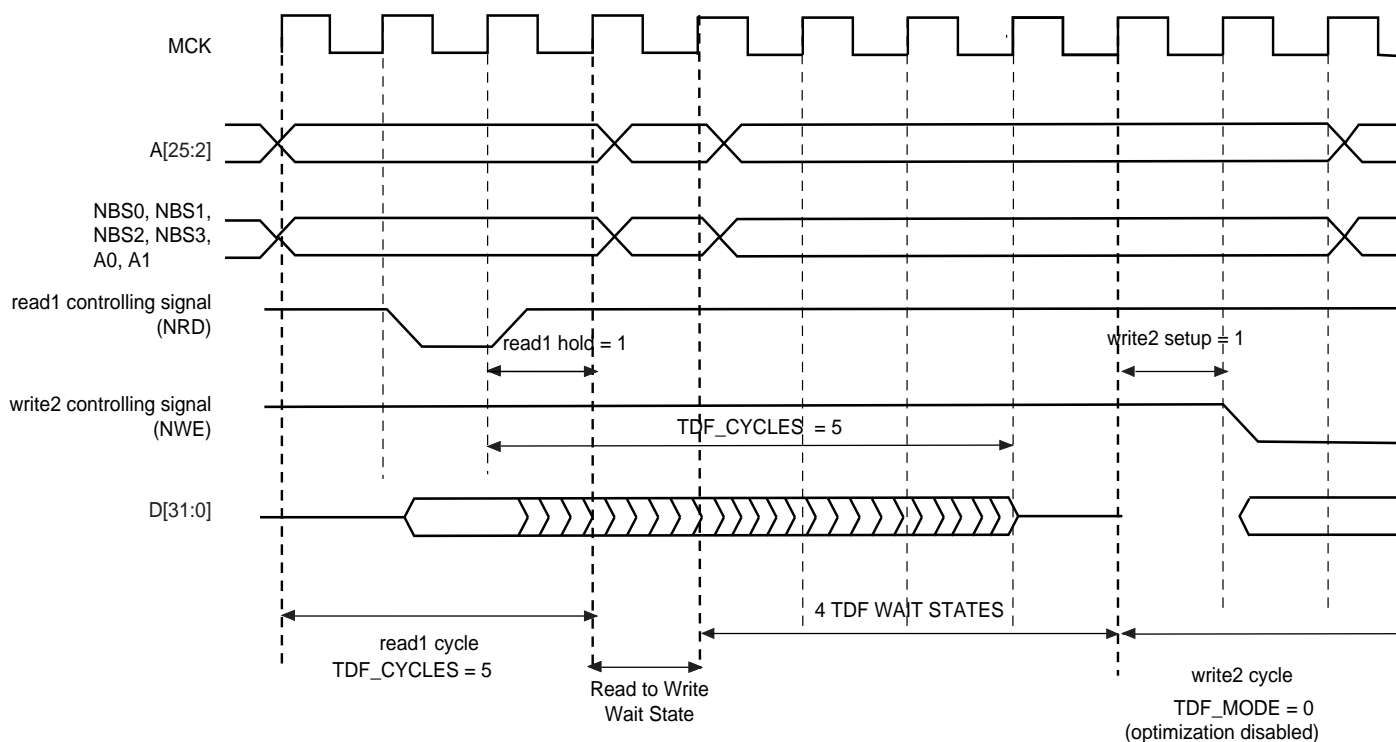 MCK
A[25:2]
NBS0, NBS1,
NBS2, NBS3,
A0, A1
read1 controlling signal
(NRD)
read1 hold = 1
write2 setup = 1
write2 controlling signal
(NWE)
TDF_CYCLES = 5
D[31:0]
4 TDF WAIT STATES
read1 cycle
TDF_CYCLES = 5
Read to Write
Wait State
write2 cycle
TDF_MODE = 0
(optimization disabled)